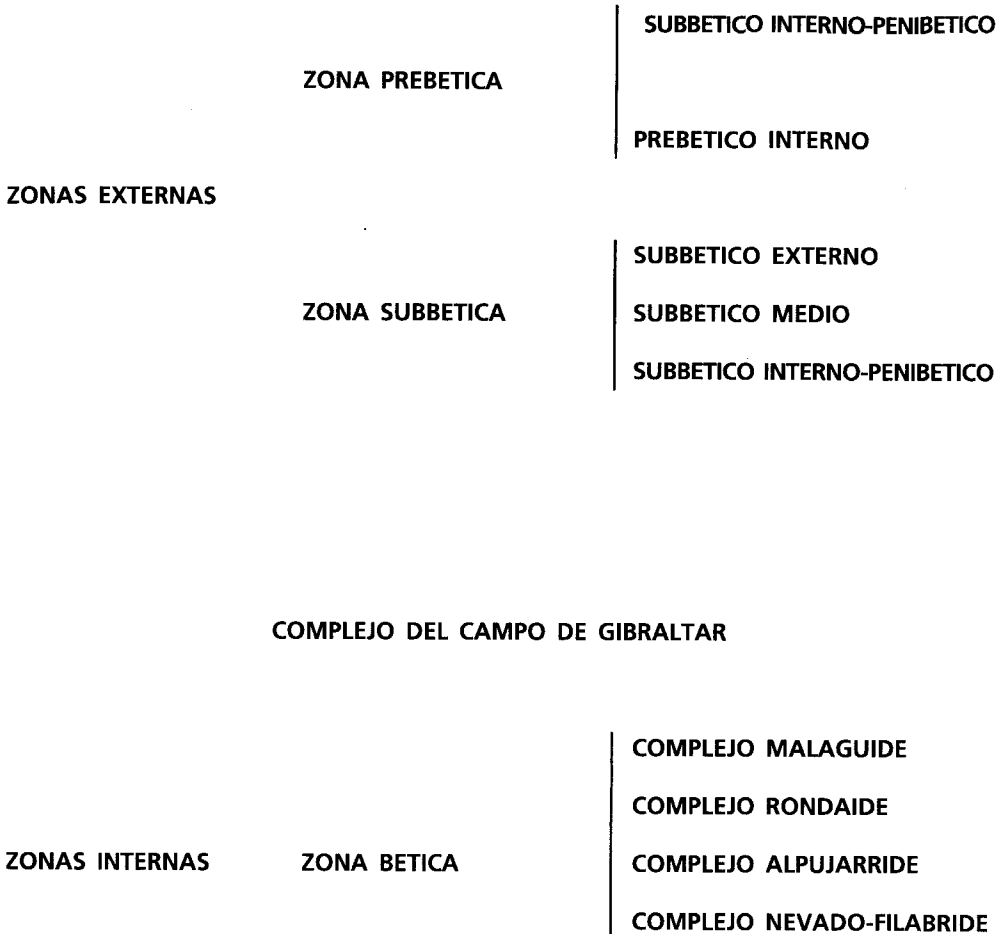 SUBBETICO INTERNO-PENIBETICO
ZONA PREBETICA
PREBETICO INTERNO
ZONAS EXTERNAS
SUBBETICO EXTERNO
ZONA SUBBETICA
SUBBETICO MEDIO
SUBBETICO INTERNO-PENIBETICO
COMPLEJO DEL CAMPO DE GIBRALTAR
COMPLEJO MALAGUIDE
COMPLEJO RONDAIDE
ZONAS INTERNAS
ZONA BETICA
COMPLEJO ALPUJARRIDE
COMPLEJO NEVADO-FILABRIDE